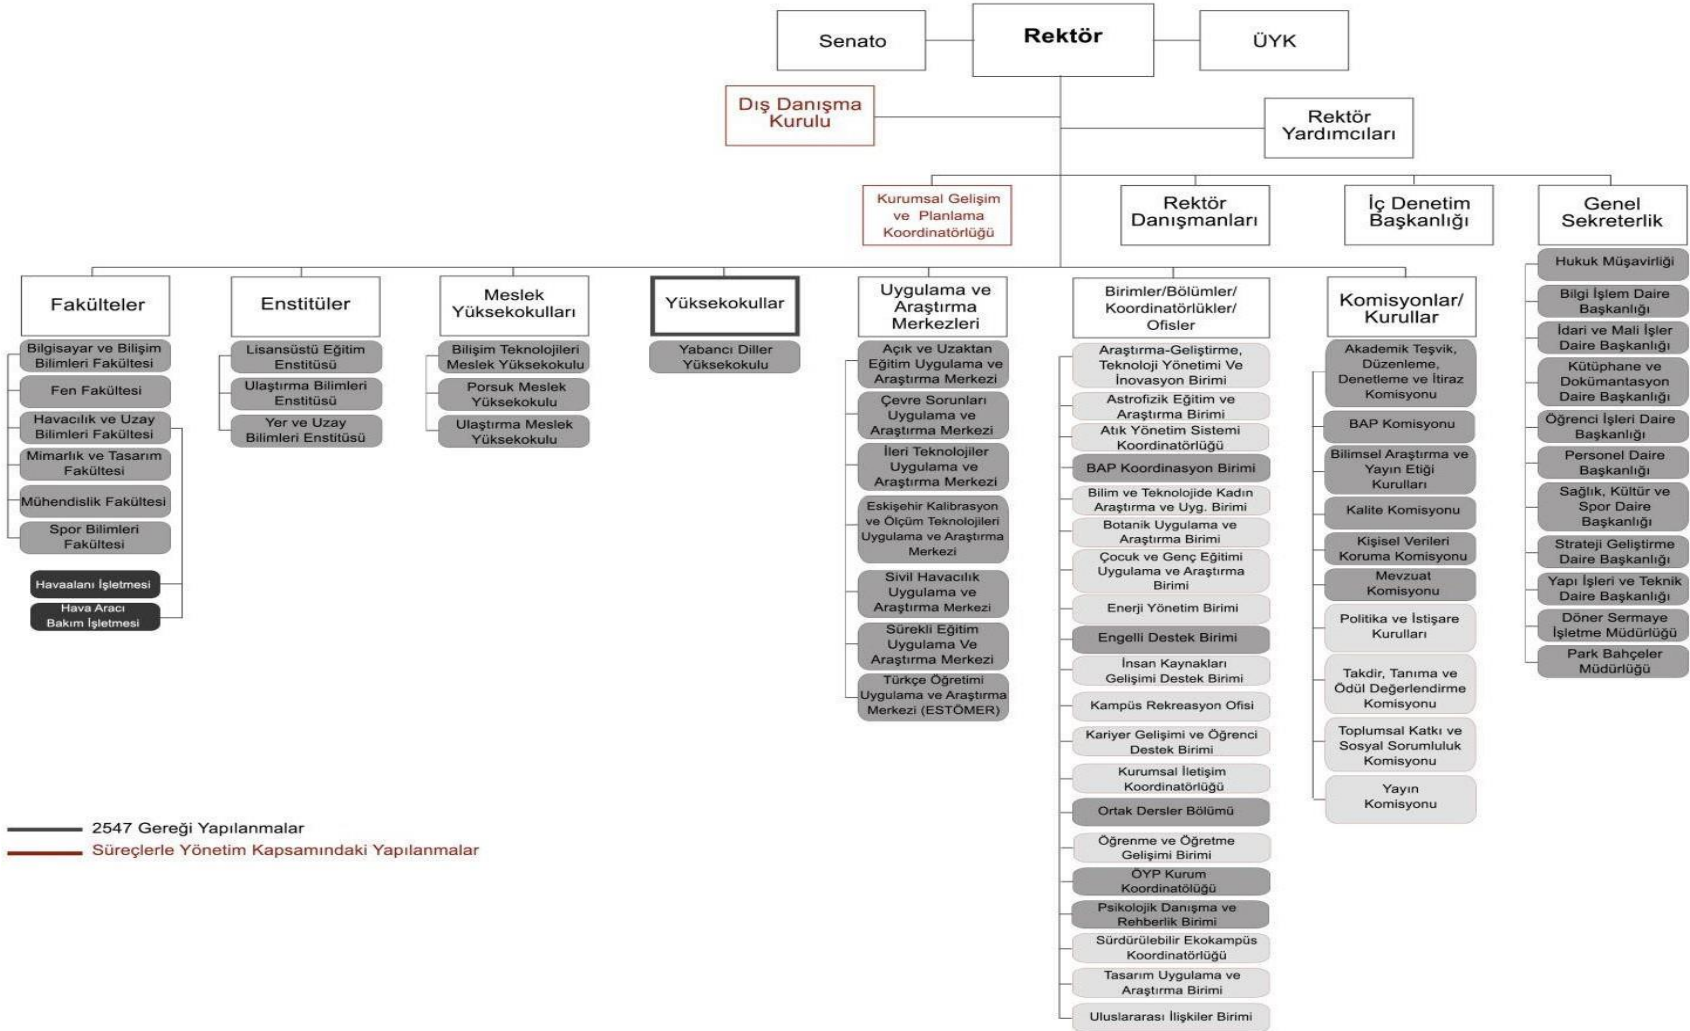 Senato
Rektör
ÜYK
Dış Danışma
Kurulu
Rektör
Yardımcıları
Kurumsal Gelişim
ve Planlama
Koordinatörlüğü
Rektör
Danışmanları
İç Denetim
Başkanlığı
Genel
Sekreterlik
Hukuk Müşavirliği
Bilgi İşlem Daire
Başkanlığı
İdari ve Mali İşler
Daire Başkanlığı
Kütüphane ve
Dokümantasyon
Daire Başkanlığı
Öğrenci İşleri Daire
Başkanlığı
Personel Daire
Başkanlığı
Sağlık, Kültür ve
Spor Daire
Başkanlığı
Strateji Geliştirme
Daire Başkanlığı
Yapı İşleri ve Teknik
Daire Başkanlığı
Döner Sermaye
İşletme Müdürlüğü
Park Bahçeler
Müdürlüğü
Fakülteler
Bilgisayar ve Bilişim
Bilimleri Fakültesi
Fen Fakültesi
Havacılık ve Uzay
Bilimleri Fakültesi
Mimarlık ve Tasarım
Fakültesi
Mühendislik Fakültesi
Spor Bilimleri
Fakültesi
Havaalanı İşletmesi
Hava Aracı
Bakım İşletmesi
Enstitüler
Lisansüstü Eğitim
Enstitüsü
Ulaştırma Bilimleri
Enstitüsü
Yer ve Uzay
Bilimleri Enstitüsü
Meslek
Yüksekokulları
Bilişim Teknolojileri
Meslek Yüksekokulu
Porsuk Meslek
Yüksekokulu
Ulaştırma Meslek
Yüksekokulu
Yüksekokullar
Yabancı Diller
Yüksekokulu
Uygulama ve
Araştırma
Merkezleri
Açık ve Uzaktan
Eğitim Uygulama ve
Araştırma Merkezi
Çevre Sorunları
Uygulama ve
Araştırma Merkezi
İleri Teknolojiler
Uygulama ve
Araştırma Merkezi
Eskişehir Kalibrasyon
ve Ölçüm Teknolojileri
Uygulama ve Araştırma
Merkezi
Sivil Havacılık
Uygulama ve
Araştırma Merkezi
Sürekli Eğitim
Uygulama Ve
Araştırma Merkezi
Türkçe Öğretimi
Uygulama ve Araştırma
Merkezi (ESTÖMER)
Birimler/Bölümler/
Koordinatörlükler/
Ofisler
Araştırma-Geliştirme,
Teknoloji Yönetimi Ve
İnovasyon Birimi
Astrofizik Eğitim ve
Araştırma Birimi
Atık Yönetim Sistemi
Koordinatörlüğü
BAP Koordinasyon Birimi
Bilim ve Teknolojide Kadın
Araştırma ve Uyg. Birimi
Botanik Uygulama ve
Araştırma Birimi
Çocuk ve Genç Eğitimi
Uygulama ve Araştırma
Birimi
Enerji Yönetim Birimi
Engelli Destek Birimi
İnsan Kaynakları
Gelişimi Destek Birimi
Kampüs Rekreasyon Ofisi
Kariyer Gelişimi ve Öğrenci
Destek Birimi
Kurumsal İletişim
Koordinatörlüğü
Ortak Dersler Bölümü
Öğrenme ve Öğretme
Gelişimi Birimi
ÖYP Kurum
Koordinatölüğü
Psikolojik Danışma ve
Rehberlik Birimi
Sürdürülebilir Ekokampüs
Koordinatörlüğü
Tasarım Uygulama ve
Araştırma Birimi
Uluslararası İlişkiler Birimi
Komisyonlar/
Kurullar
Akademik Teşvik,
Düzenleme,
Denetleme ve İtiraz
Komisyonu
BAP Komisyonu
Bilimsel Araştırma ve
Yayın Etiği
Kurulları
Kalite Komisyonu
Kişisel Verileri
Koruma Komisyonu
Mevzuat
Komisyonu
Politika ve İstişare
Kurulları
Takdir, Tanıma ve
Ödül Değerlendirme
Komisyonu
Toplumsal Katkı ve
Sosyal Sorumluluk
Komisyonu
Yayın
Komisyonu
2547 Gereği Yapılanmalar
Süreçlerle Yönetim Kapsamındaki Yapılanmalar